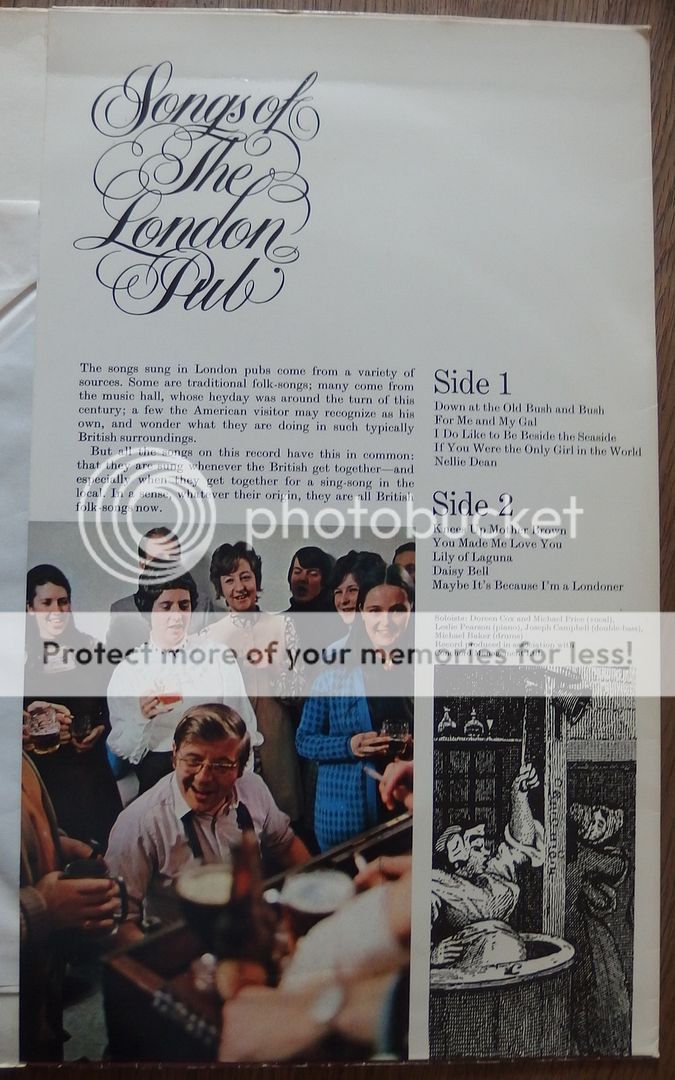 Songs of
The
London
Pub
The songs sung in London pubs come from a variety of
sources. Some are traditional folk-songs; many come from
the music hall, whose heyday was around the turn of this
century; a few the American visitor may recognize as his
own, and wonder what they are doing in such typically
British surroundings.
But all the songs on this record have this in common:
that they are sung whenever the British get together—and
especially when they get together for a sing-song in the
local. In a sense, whatever their origin, they are all British
folk-songs now.
Side 1
Down at the Old Bush and Bush
For Me and My Gal
I Do Like to Be Beside the Seaside
If You Were the Only Girl in the World
Nellie Dean
Side 2
Knees Up Mother Brown
You Made Me Love You
Lily of Laguna
Daisy Bell
Maybe It's Because I'm a Londoner
Soloists: Doreen Cox and Michael Price (vocal),
Leslie Pearson (piano), Joseph Campbell (double-bass),
Michael Baker (drums)
Record produced in association with
photobucket
Protect more of your memories for less!